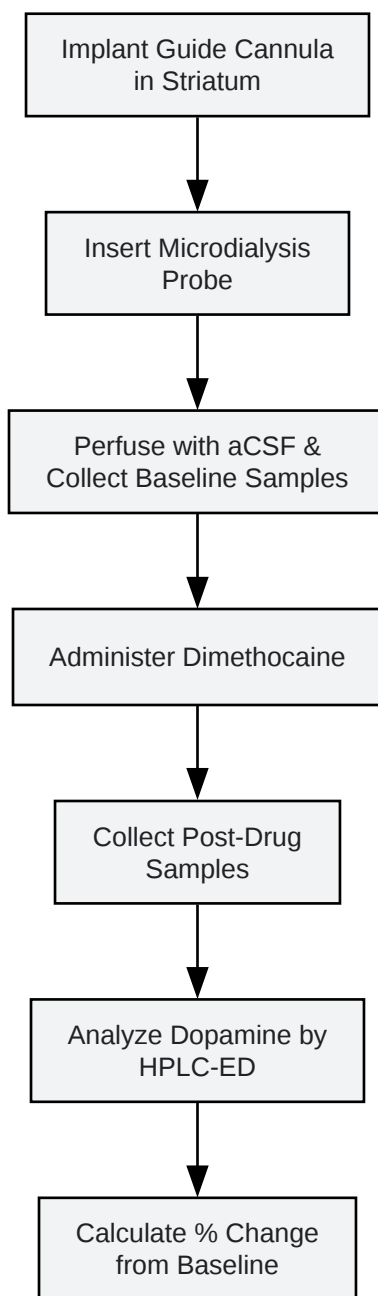 Implant Guide Cannula
in Striatum
Insert Microdialysis
Probe
Perfuse with aCSF &
Collect Baseline Samples
Administer Dimethocaine
Collect Post-Drug
Samples
Analyze Dopamine by
HPLC-ED
Calculate % Change
from Baseline